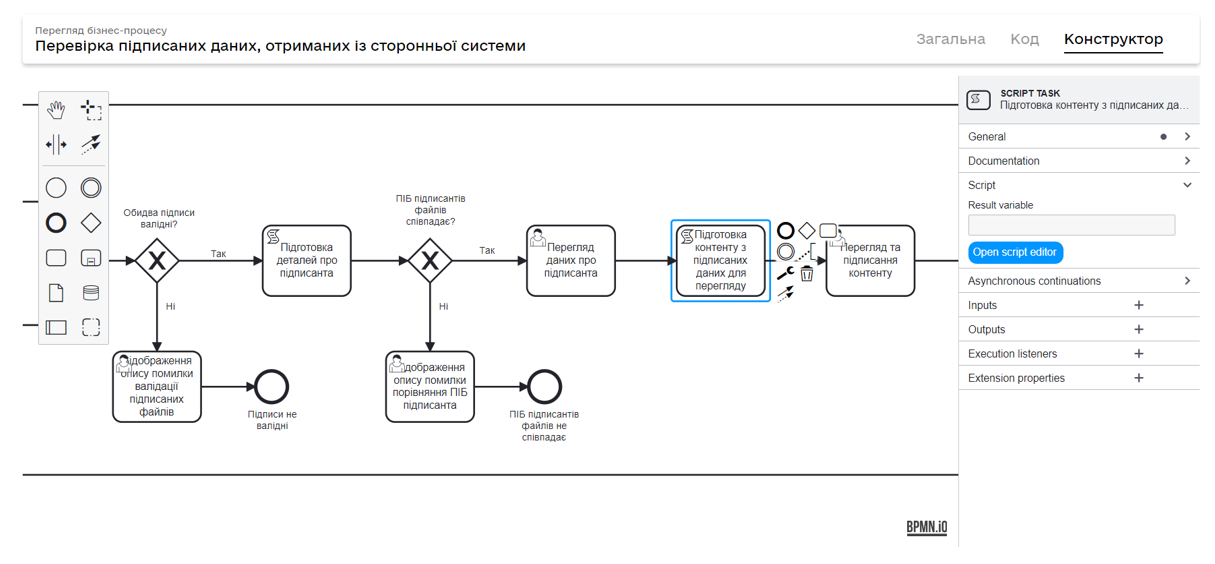 Перегляд бізнес-процесу
Перевірка підписаних даних, отриманих із сторонньої системи
Загальна Код Конструктор
Обидва підписи
валідні?
Так
Підготовка
деталей про
підписанта
ПІБ підписантів
файлів
співпадає?
Так
Перегляд
даних про
підписанта
Підготовка
контенту з
підписаних
даних для
перегляду
Перегляд та
підписання
контенту
Ні
Ні
ідображення
опису помилки
валідації
підписаних
файлів
Підписи не
валідні
ідображення
опису помилки
порівняння ПІБ
підписанта
ПІБ підписантів
файлів не
співпадає
BPMN.iO
SCRIPT TASK
Підготовка контенту з підписаних да...
General
Documentation
Script
Result variable
Open script editor
Asynchronous continuations
Inputs
Outputs
Execution listeners
Extension properties